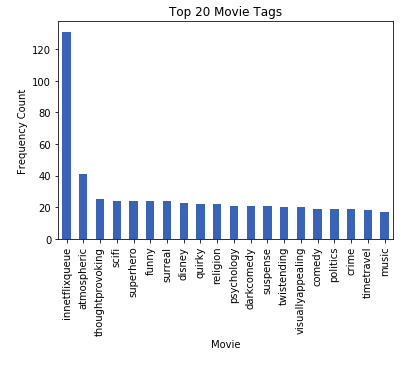 Top 20 Movie Tags
Frequency Count
120
100
80
60
40
20
0
innetflixqueue
atmospheric
thoughtprovoking
scifi
superhero
funny
surreal
disney
quirky
religion
psychology
darkcomedy
suspense
twistending
visuallyappealing
comedy
politics
crime
timetravel
music
Movie